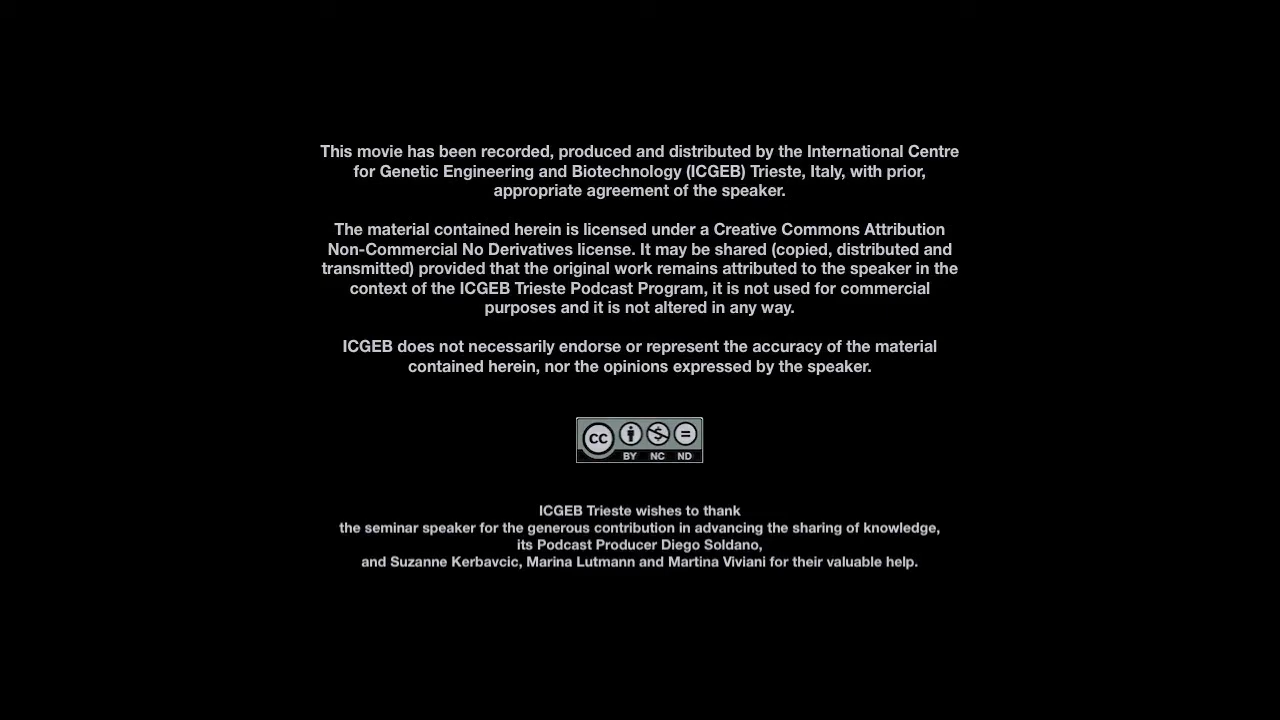 This movie has been recorded, produced and distributed by the International Centre
for Genetic Engineering and Biotechnology (ICGEB) Trieste, Italy, with prior,
appropriate agreement of the speaker.
The material contained herein is licensed under a Creative Commons Attribution
Non-Commercial No Derivatives license. It may be shared (copied, distributed and
transmitted) provided that the original work remains attributed to the speaker in the
context of the ICGEB Trieste Podcast Program, it is not used for commercial
purposes and it is not altered in any way.
ICGEB does not necessarily endorse or represent the accuracy of the material
contained herein, nor the opinions expressed by the speaker.
CC
BY NC ND
ICGEB Trieste wishes to thank
the seminar speaker for the generous contribution in advancing the sharing of knowledge,
its Podcast Producer Diego Soldano,
and Suzanne Kerbavcic, Marina Lutmann and Martina Viviani for their valuable help.